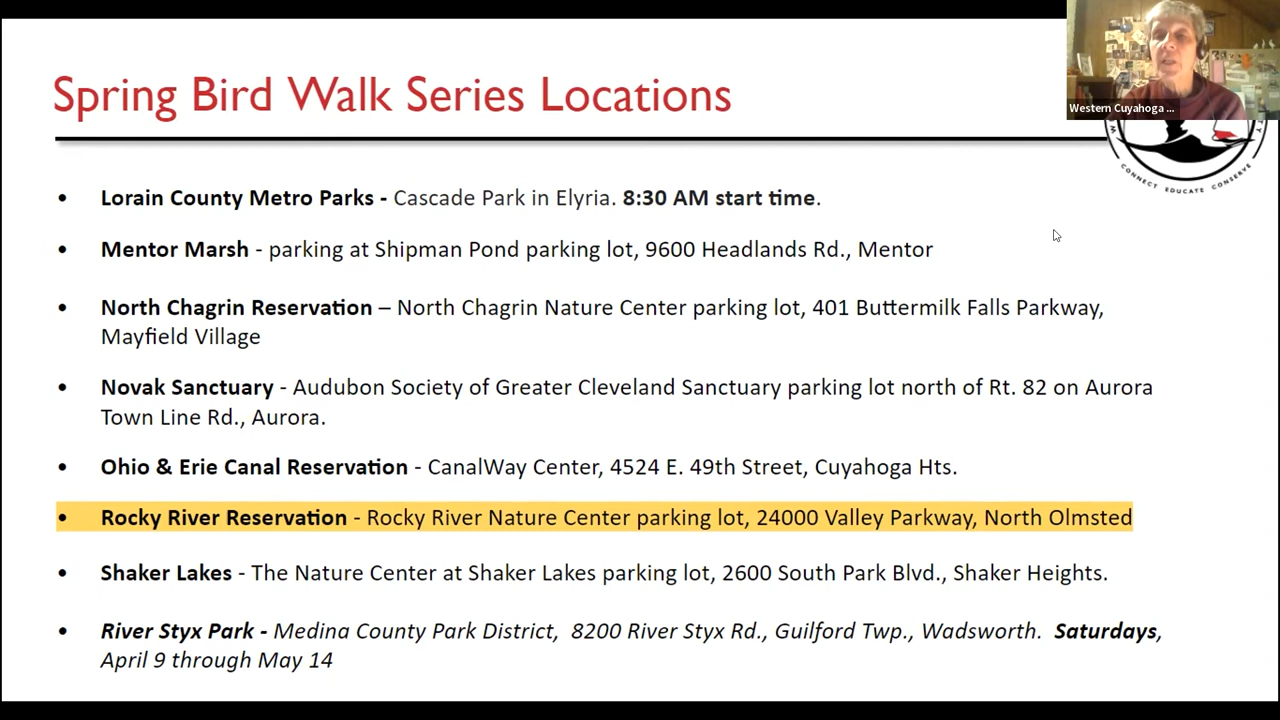 Spring Bird Walk Series Locations
Western Cuyahoga ...
CONNECT EDUCATE CONSERVE
• Lorain County Metro Parks - Cascade Park in Elyria. 8:30 AM start time.
• Mentor Marsh - parking at Shipman Pond parking lot, 9600 Headlands Rd., Mentor
• North Chagrin Reservation – North Chagrin Nature Center parking lot, 401 Buttermilk Falls Parkway,
Mayfield Village
• Novak Sanctuary - Audubon Society of Greater Cleveland Sanctuary parking lot north of Rt. 82 on Aurora
Town Line Rd., Aurora.
• Ohio & Erie Canal Reservation - CanalWay Center, 4524 E. 49th Street, Cuyahoga Hts.
• Rocky River Reservation - Rocky River Nature Center parking lot, 24000 Valley Parkway, North Olmsted
• Shaker Lakes - The Nature Center at Shaker Lakes parking lot, 2600 South Park Blvd., Shaker Heights.
• River Styx Park - Medina County Park District, 8200 River Styx Rd., Guilford Twp., Wadsworth. Saturdays,
April 9 through May 14